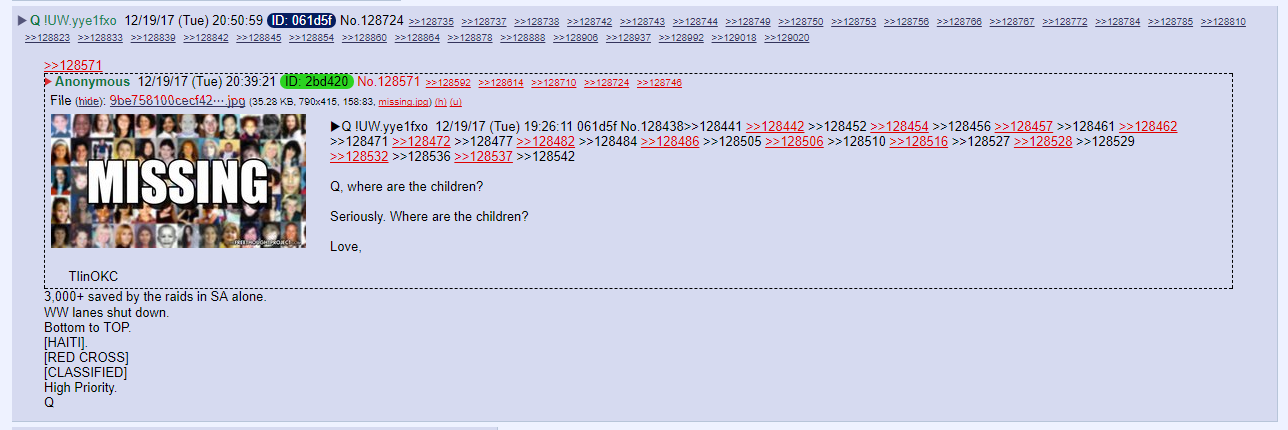 ▶Q !UW.yye1fxo 12/19/17 (Tue) 20:50:59 ID: 061d5f No.128724 >>128735 >>128737 >>128738 >>128742 >>128743 >>128744 >>128749 >>128750 >>128753 >>128756 >>128766 >>128767 >>128772 >>128784 >>128785 >>128810
>>128823 >>128833 >>128839 >>128842 >>128845 >>128854 >>128860 >>128864 >>128878 >>128888 >>128906 >>128937 >>128992 >>129018 >>129020
>>128571
▶Anonymous 12/19/17 (Tue) 20:39:21 ID: 2bd420 No.128571 >>128592 >>128614 >>128710 >>128724 >>128746
File (hide): 9be758100cecf42⋯.jpg (35.28 KB, 790x415, 158:83, missing.jpg) (h) (u)
MISSING
▶Q !UW.yye1fxo 12/19/17 (Tue) 19:26:11 061d5f No.128438>>128441 >>128442 >>128452 >>128454 >>128456 >>128457 >>128461 >>128462
>>128471 >>128472 >>128477 >>128482 >>128484 >>128486 >>128505 >>128506 >>128510 >>128516 >>128527 >>128528 >>128529
>>128532 >>128536 >>128537 >>128542
Q, where are the children?
Seriously. Where are the children?
Love,
TlinOKC
3,000+ saved by the raids in SA alone.
WW lanes shut down.
Bottom to TOP.
[HAITI].
[RED CROSS]
[CLASSIFIED]
High Priority.
Q